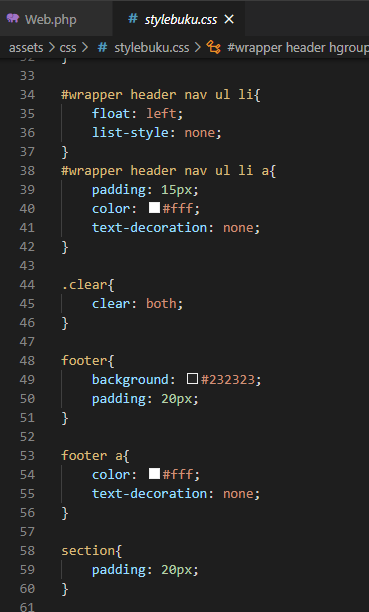 Web.php
# stylebuku.css ×
assets > css > # stylebuku.css > #wrapper header hgroup
32 }
33
34 #wrapper header nav ul li{
35 float: left;
36 list-style: none;
37 }
38 #wrapper header nav ul li a{
39 padding: 15px;
40 color: #fff;
41 text-decoration: none;
42 }
43
44 .clear{
45 clear: both;
46 }
47
48 footer{
49 background: #232323;
50 padding: 20px;
51 }
52
53 footer a{
54 color: #fff;
55 text-decoration: none;
56 }
57
58 section{
59 padding: 20px;
60 }
61